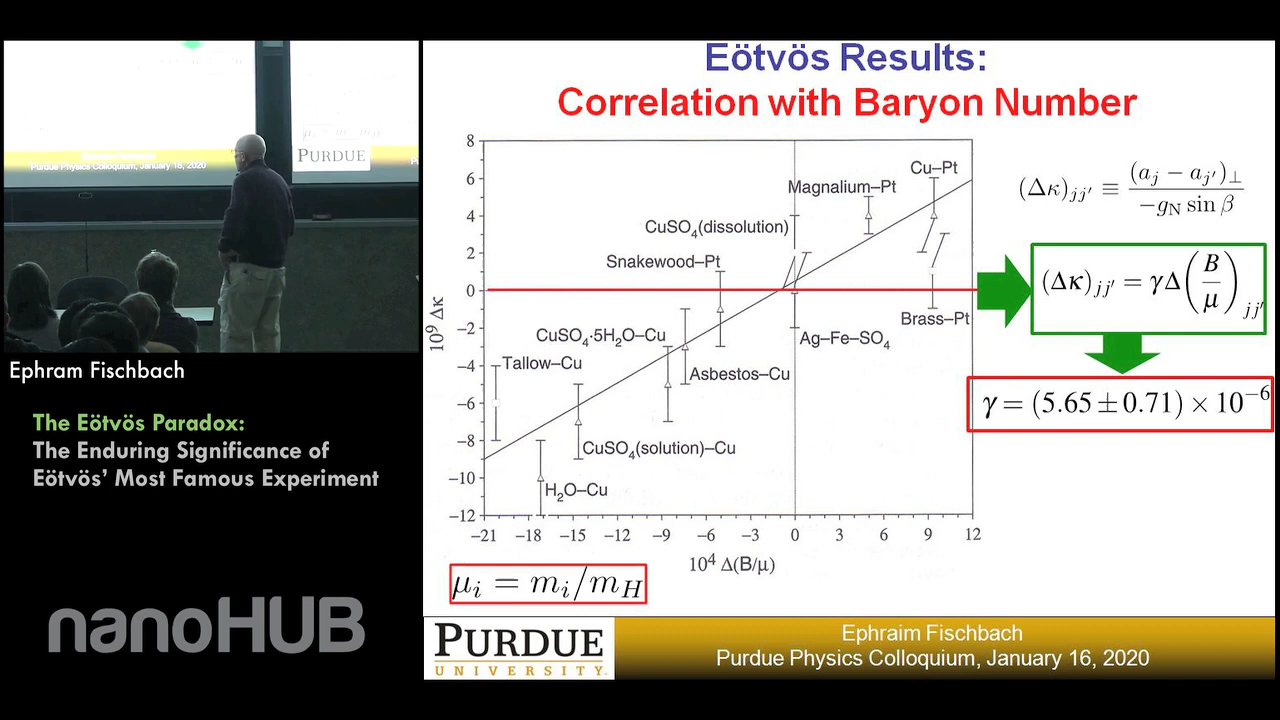 Eötvös Results:
Correlation with Baryon Number
8
6
4
2
0
−2
−4
−6
−8
−10
−12
10⁹ Δκ
Cu–Pt
Magnalium–Pt
CuSO₄(dissolution)
Snakewood–Pt
Brass–Pt
CuSO₄·5H₂O–Cu
Ag–Fe–SO₄
Tallow–Cu
Asbestos–Cu
CuSO₄(solution)–Cu
H₂O–Cu
−21 −18 −15 −12 −9 −6 −3 0 3 6 9 12
10⁴ Δ(B/μ)
(Δκ)jj′ ≡ (aj − aj′)⊥ / −gN sin β
(Δκ)jj′ = γΔ(B/μ)jj′
γ = (5.65 ± 0.71) × 10⁻⁶
μi = mi/mH
PURDUE
UNIVERSITY.
Ephraim Fischbach
Purdue Physics Colloquium, January 16, 2020
PURDUE
Purdue Physics Colloquium, January 16, 2020
Ephram Fischbach
The Eötvös Paradox:
The Enduring Significance of
Eötvös’ Most Famous Experiment
nanoHUB